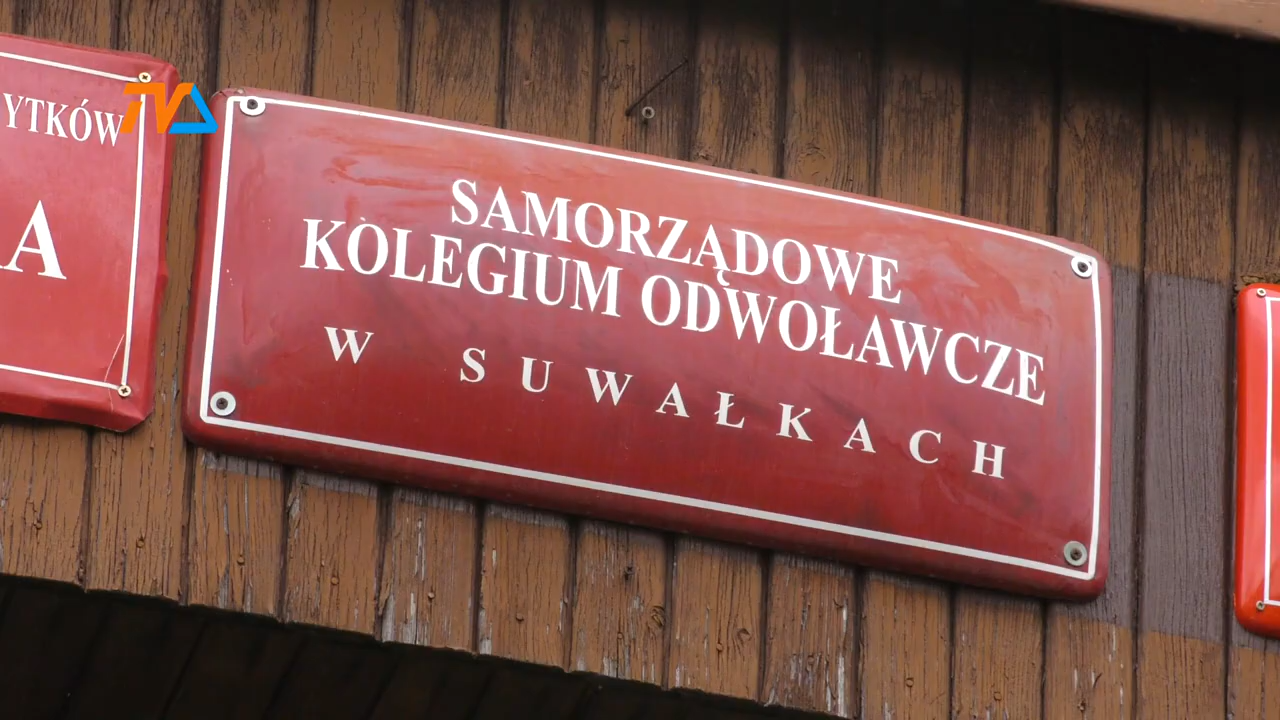 YTKÓW
A
SAMORZĄDOWE
KOLEGIUM ODWOŁAWCZE
W SUWAŁKACH